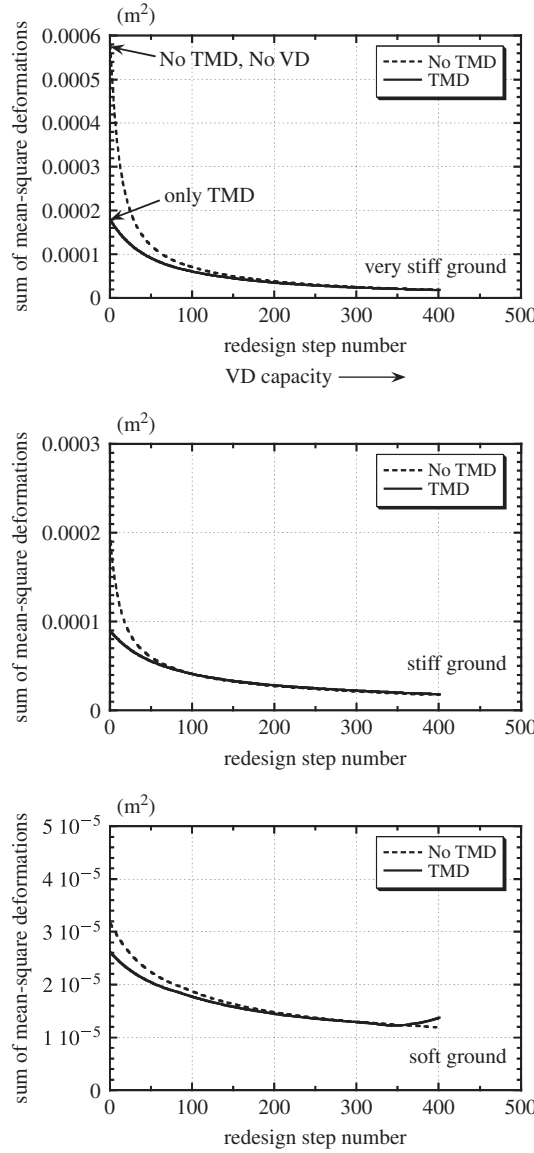 (m²)
sum of mean-square deformations
0.0006
0.0005
0.0004
0.0003
0.0002
0.0001
0
No TMD, No VD
only TMD
No TMD
TMD
very stiff ground
0 100 200 300 400 500
redesign step number
VD capacity
(m²)
sum of mean-square deformations
0.0003
0.0002
0.0001
0
No TMD
TMD
stiff ground
0 100 200 300 400 500
redesign step number
(m²)
sum of mean-square deformations
5 10⁻⁵
4 10⁻⁵
3 10⁻⁵
2 10⁻⁵
1 10⁻⁵
0
No TMD
TMD
soft ground
0 100 200 300 400 500
redesign step number